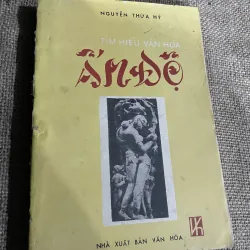 NGUYỄN THỪA HỶ
TÌM HIỂU VĂN HÓA
ẤN ĐỘ
NHÀ XUẤT BẢN VĂN HÓA